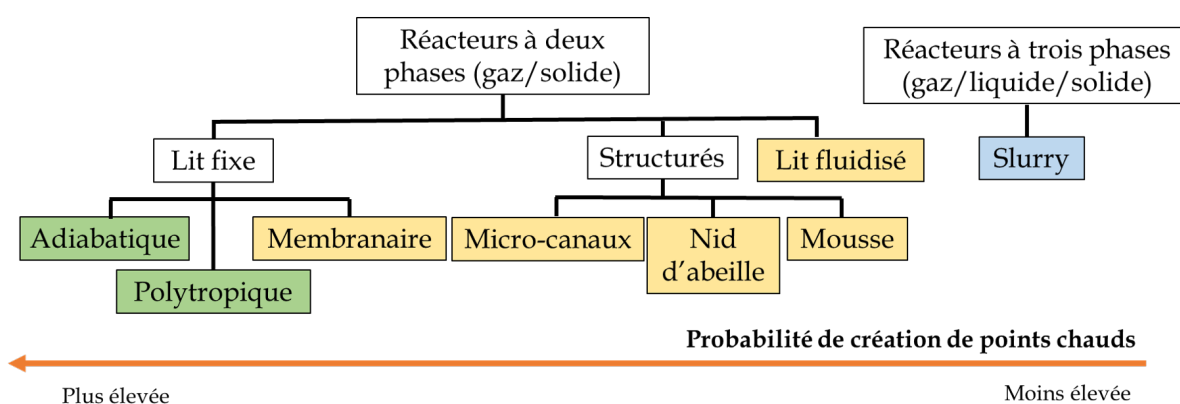 Réacteurs à deux
phases (gaz/solide)
Réacteurs à trois phases
(gaz/liquide/solide)
Lit fixe
Structurés
Lit fluidisé
Slurry
Adiabatique
Polytropique
Membranaire
Micro-canaux
Nid
d'abeille
Mousse
Probabilité de création de points chauds
Plus élevée
Moins élevée